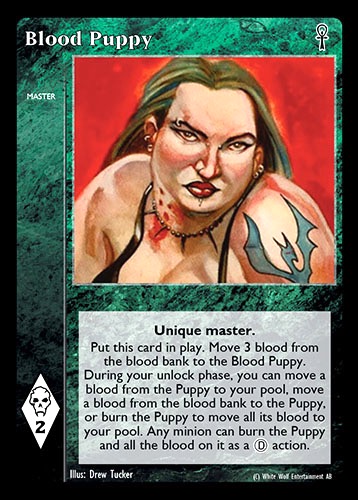 Blood Puppy
MASTER
Unique master.
Put this card in play. Move 3 blood from
the blood bank to the Blood Puppy.
During your unlock phase, you can move a
blood from the Puppy to your pool, move
a blood from the blood bank to the Puppy,
or burn the Puppy to move all its blood to
your pool. Any minion can burn the Puppy
and all the blood on it as a Ⓓ action.
2
Illus: Drew Tucker
(C) White Wolf Entertainment AB